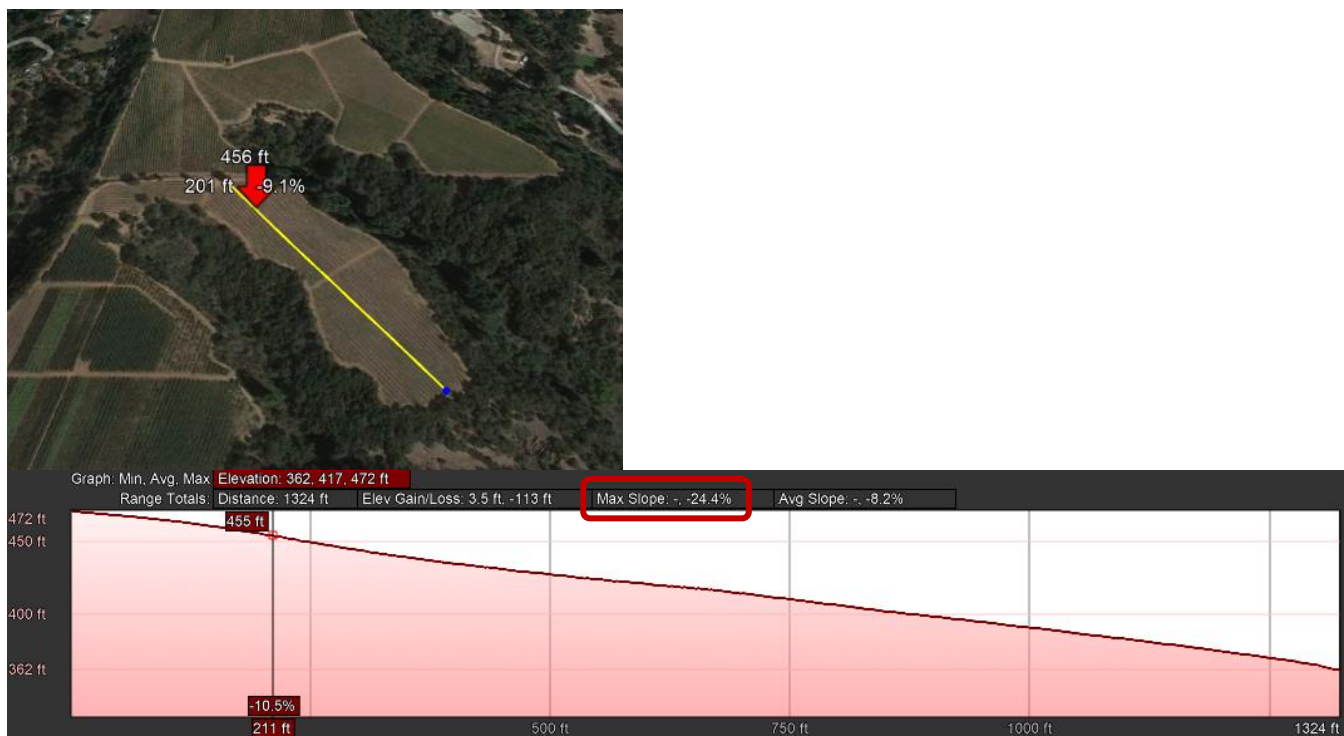 456 ft
201 ft -9.1%
Graph: Min, Avg, Max Elevation: 362, 417, 472 ft
Range Totals: Distance: 1324 ft Elev Gain/Loss: 3.5 ft, -113 ft Max Slope: -, -24.4% Avg Slope: -, -8.2%
472 ft
455 ft
450 ft
400 ft
362 ft
-10.5%
211 ft 500 ft 750 ft 1000 ft 1324 ft